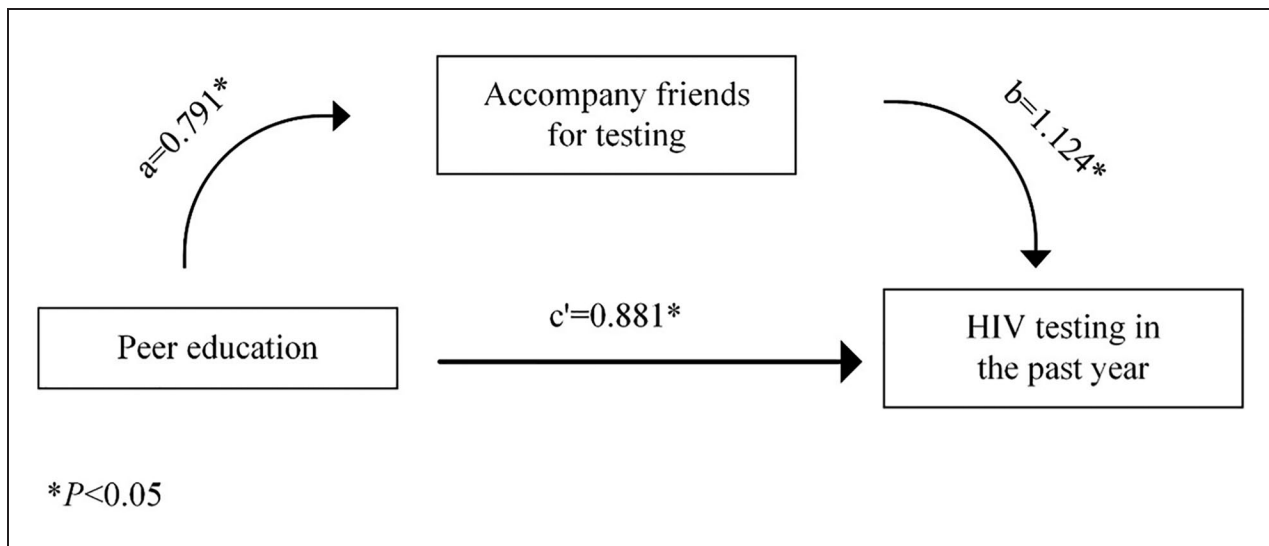 a=0.791*
Accompany friends
for testing
b=1.124*
Peer education
c'=0.881*
HIV testing in
the past year
*P<0.05